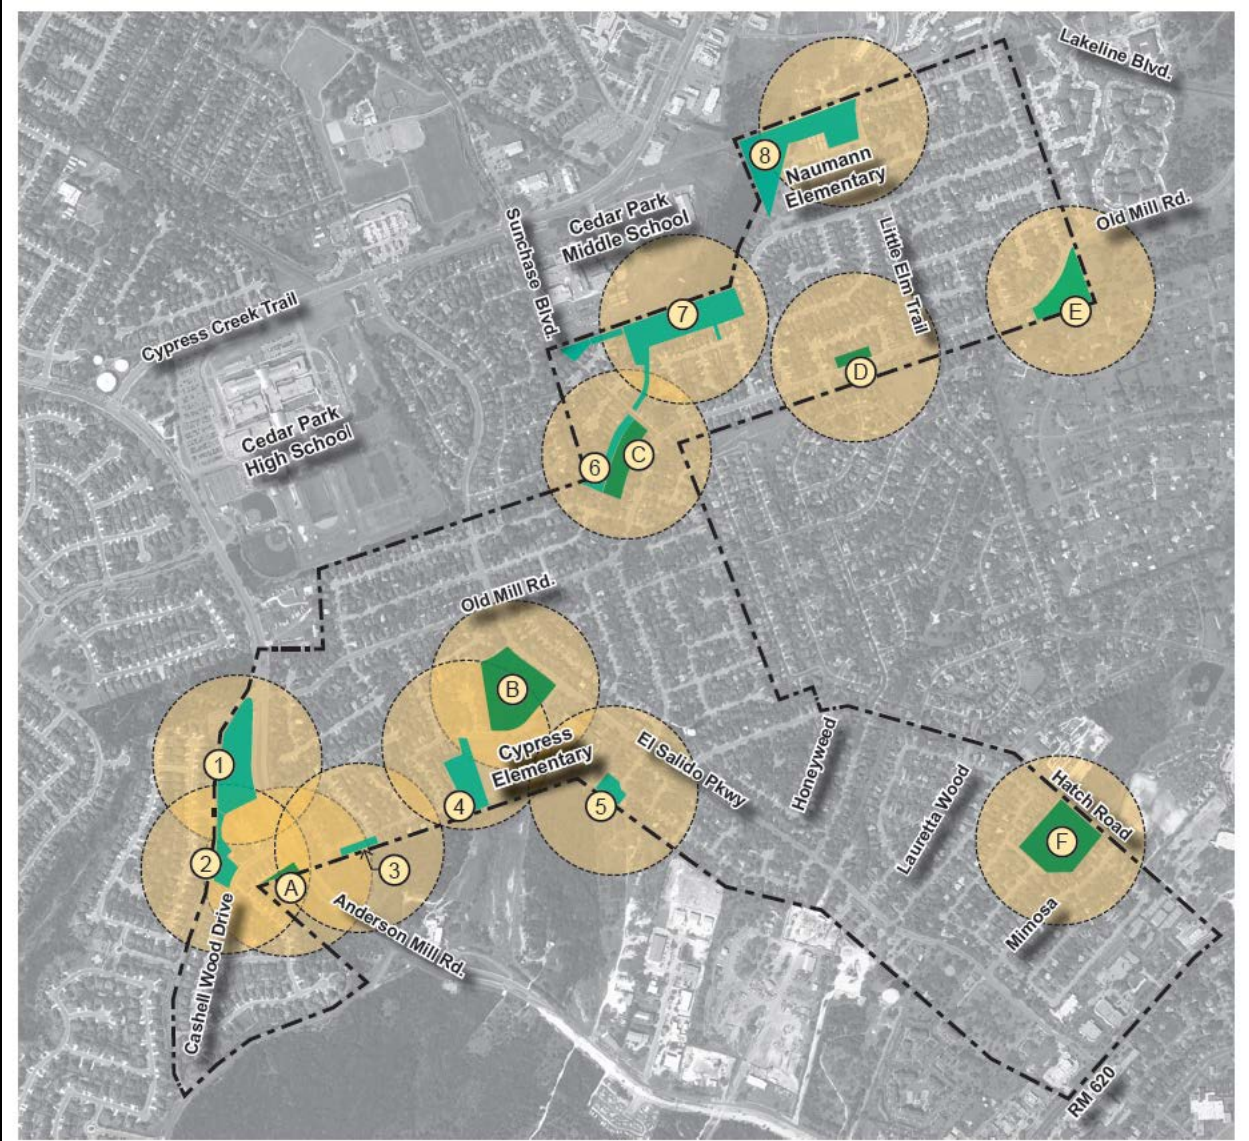 Lakeline Blvd.
8
Naumann
Elementary
Sunchase Blvd.
Cedar Park
Middle School
Old Mill Rd.
Little Elm Trail
7
E
Cypress Creek Trail
D
Cedar Park
High School
6
C
Old Mill Rd.
B
Cypress
Elementary
El Salido Pkwy
Honeyweed
1
4
5
Lauretta Wood
Hatch Road
F
2
3
A
Anderson Mill Rd.
Cashell Wood Drive
Mimosa
RM 620